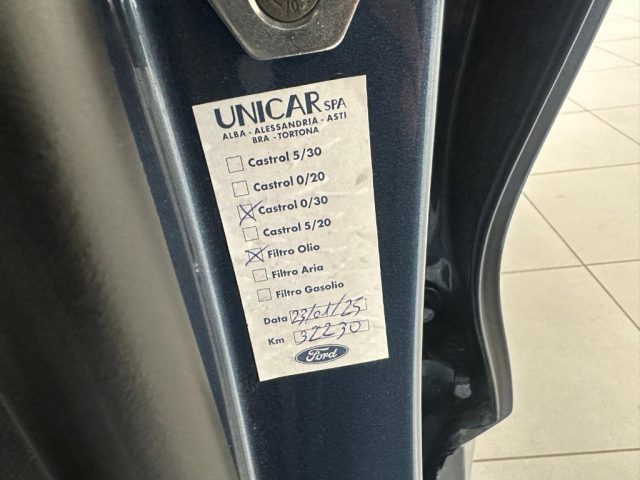 UNICAR SPA
ALBA - ALESSANDRIA - ASTI
BRA - TORTONA
Castrol 5/30
Castrol 0/20
Castrol 0/30
Castrol 5/20
Filtro Olio
Filtro Aria
Filtro Gasolio
Data 23/01/25
Km 32230
Ford